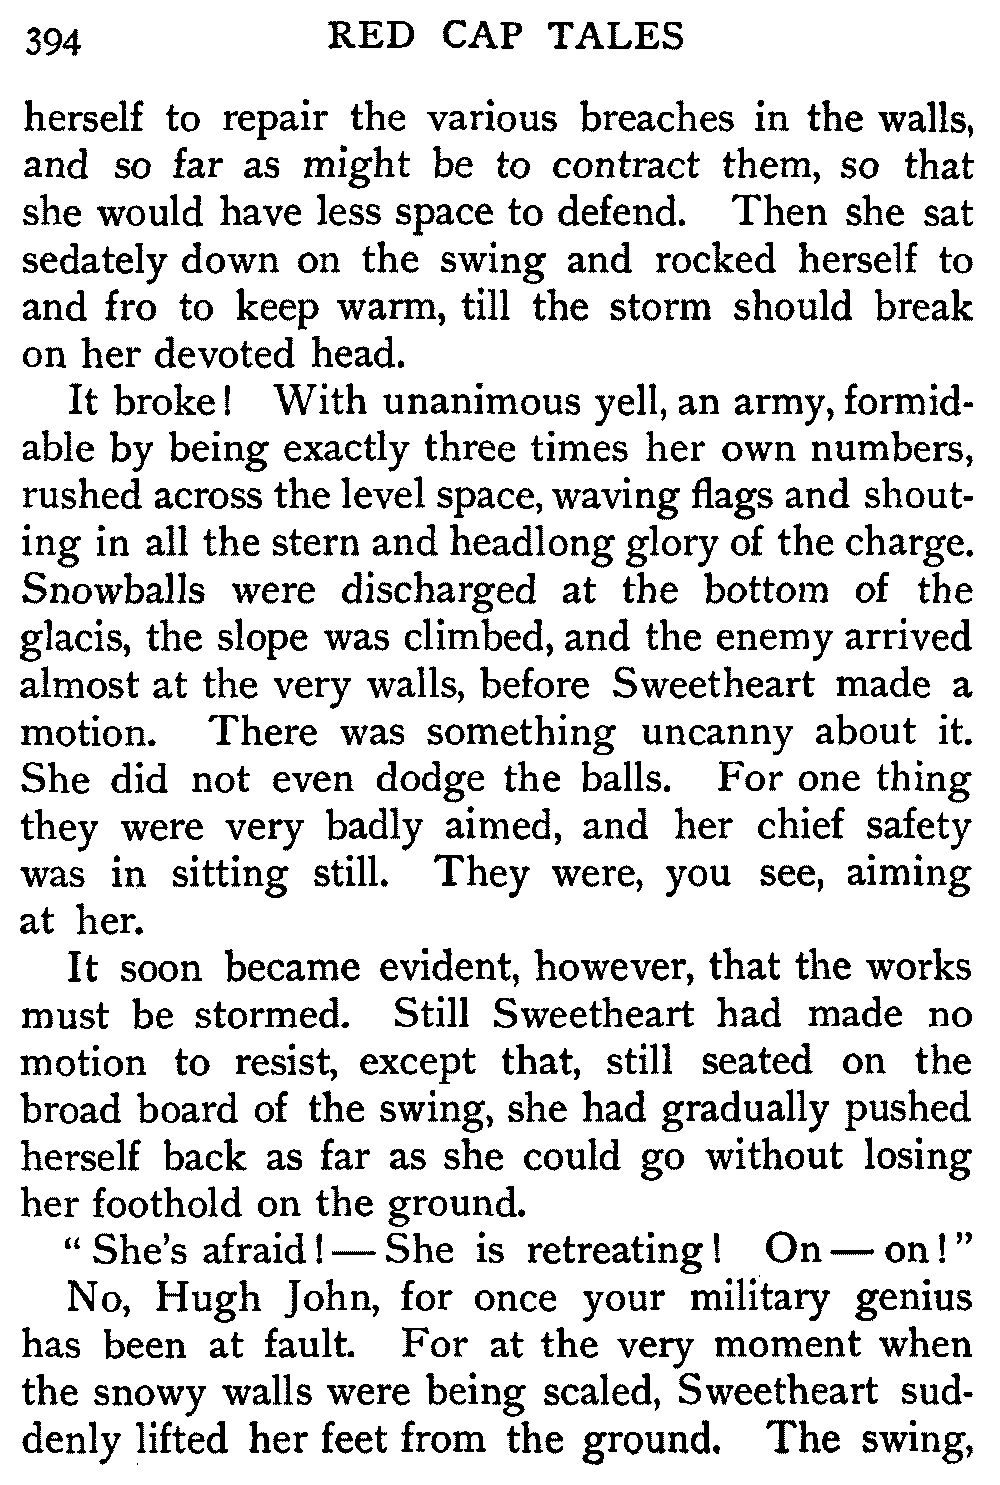 394 RED CAP TALES
herself to repair the various breaches in the walls,
and so far as might be to contract them, so that
she would have less space to defend. Then she sat
sedately down on the swing and rocked herself to
and fro to keep warm, till the storm should break
on her devoted head.
It broke! With unanimous yell, an army, formid-
able by being exactly three times her own numbers,
rushed across the level space, waving flags and shout-
ing in all the stern and headlong glory of the charge.
Snowballs were discharged at the bottom of the
glacis, the slope was climbed, and the enemy arrived
almost at the very walls, before Sweetheart made a
motion. There was something uncanny about it.
She did not even dodge the balls. For one thing
they were very badly aimed, and her chief safety
was in sitting still. They were, you see, aiming
at her.
It soon became evident, however, that the works
must be stormed. Still Sweetheart had made no
motion to resist, except that, still seated on the
broad board of the swing, she had gradually pushed
herself back as far as she could go without losing
her foothold on the ground.
“She's afraid!—She is retreating! On—on!”
No, Hugh John, for once your military genius
has been at fault. For at the very moment when
the snowy walls were being scaled, Sweetheart sud-
denly lifted her feet from the ground. The swing,